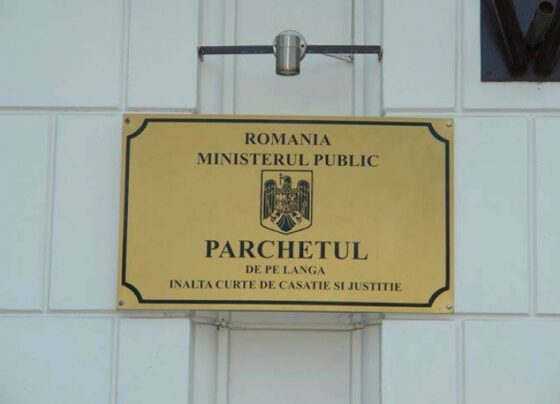 ROMANIA
MINISTERUL PUBLIC
PARCHETUL
DE PE LANGA
INALTA CURTE DE CASATIE SI JUSTITIE